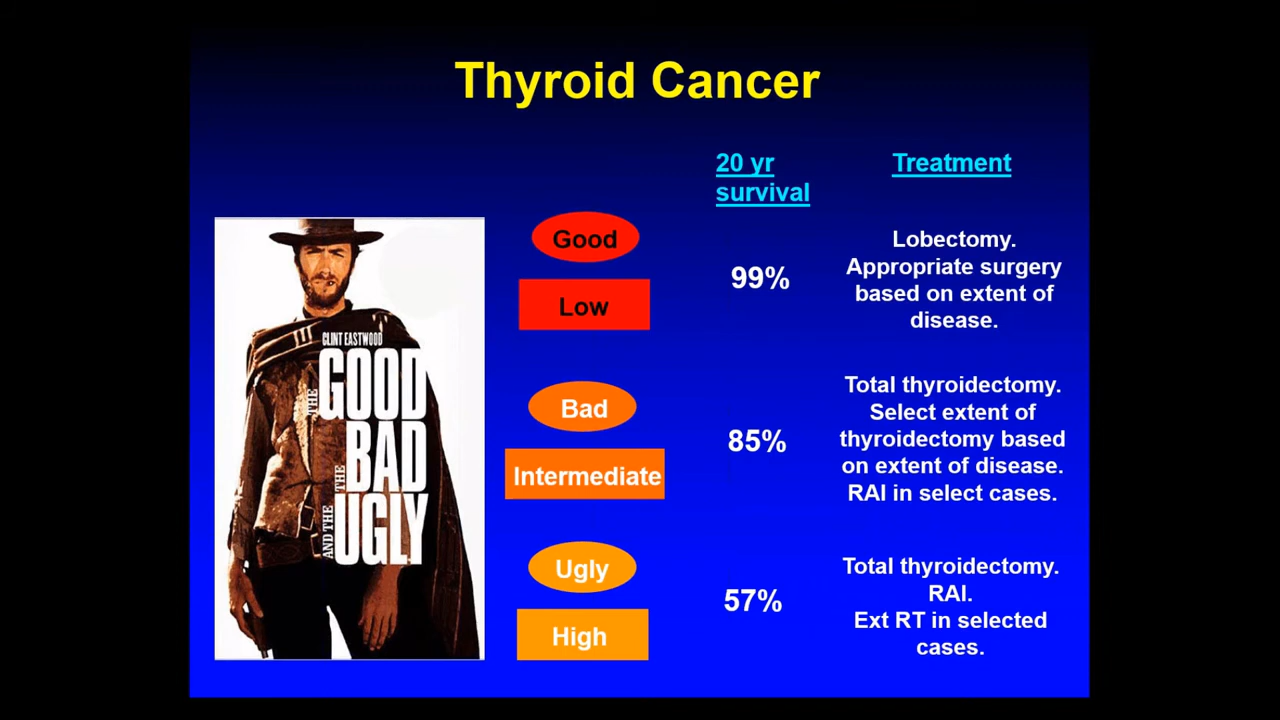 Thyroid Cancer
20 yr
survival
Treatment
CLINT EASTWOOD
THE GOOD
THE BAD
AND THE UGLY
Good
Low
99%
Lobectomy.
Appropriate surgery
based on extent of
disease.
Bad
Intermediate
85%
Total thyroidectomy.
Select extent of
thyroidectomy based
on extent of disease.
RAI in select cases.
Ugly
High
57%
Total thyroidectomy.
RAI.
Ext RT in selected
cases.